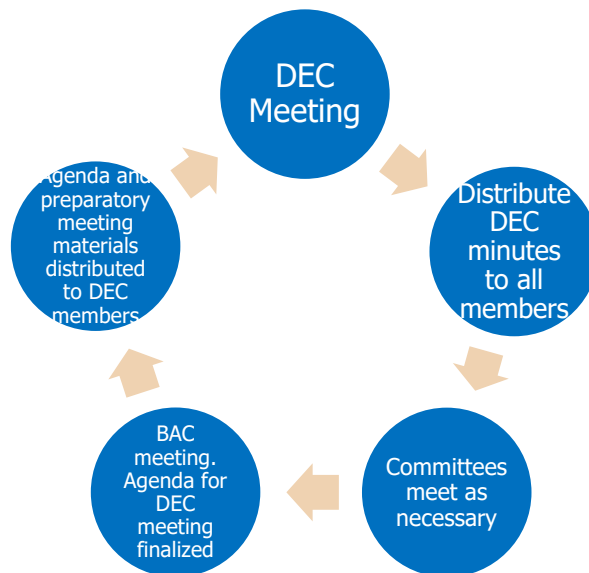 DEC
Meeting
Distribute
DEC
minutes
to all
members
Committees
meet as
necessary
BAC
meeting.
Agenda for
DEC
meeting
finalized
Agenda and
preparatory
meeting
materials
distributed
to DEC
members